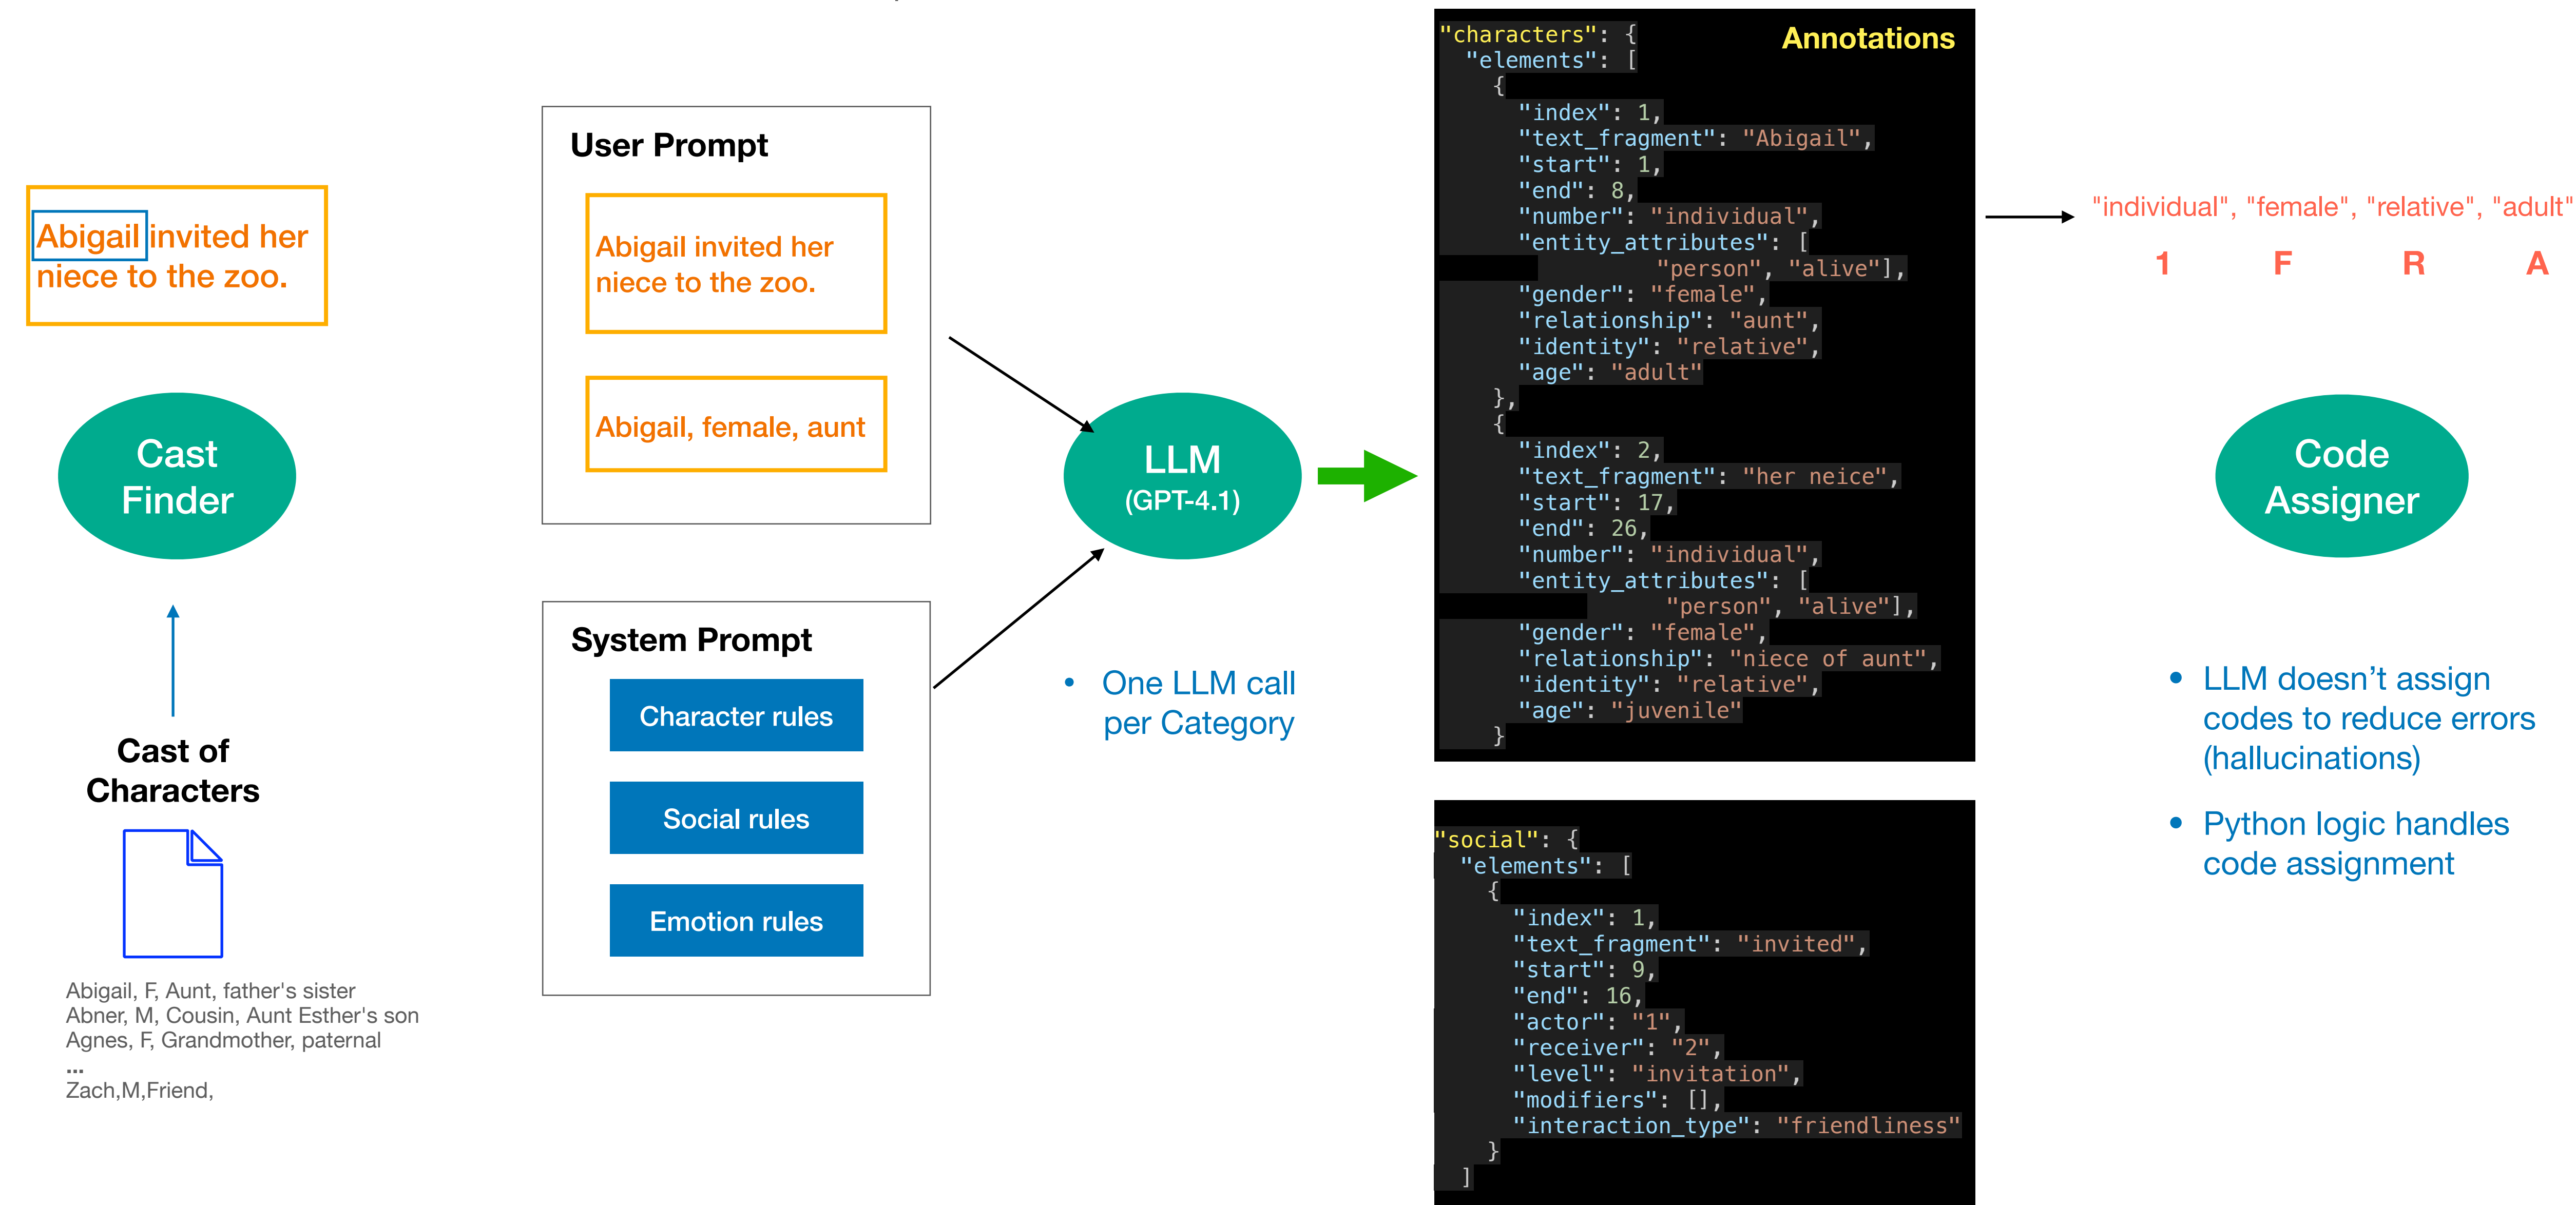 Abigail invited her
niece to the zoo.
Cast
Finder
Cast of
Characters
Abigail, F, Aunt, father's sister
Abner, M, Cousin, Aunt Esther's son
Agnes, F, Grandmother, paternal
...
Zach,M,Friend,
User Prompt
Abigail invited her
niece to the zoo.
Abigail, female, aunt
System Prompt
Character rules
Social rules
Emotion rules
LLM
(GPT-4.1)
• One LLM call
per Category
Annotations
"characters": {
"elements": [
{
"index": 1,
"text_fragment": "Abigail",
"start": 1,
"end": 8,
"number": "individual",
"entity_attributes": [
"person", "alive"],
"gender": "female",
"relationship": "aunt",
"identity": "relative",
"age": "adult"
},
{
"index": 2,
"text_fragment": "her neice",
"start": 17,
"end": 26,
"number": "individual",
"entity_attributes": [
"person", "alive"],
"gender": "female",
"relationship": "niece of aunt",
"identity": "relative",
"age": "juvenile"
}
"social": {
"elements": [
{
"index": 1,
"text_fragment": "invited",
"start": 9,
"end": 16,
"actor": "1",
"receiver": "2",
"level": "invitation",
"modifiers": [],
"interaction_type": "friendliness"
}
]
"individual", "female", "relative", "adult"
1 F R A
Code
Assigner
• LLM doesn't assign
codes to reduce errors
(hallucinations)
• Python logic handles
code assignment